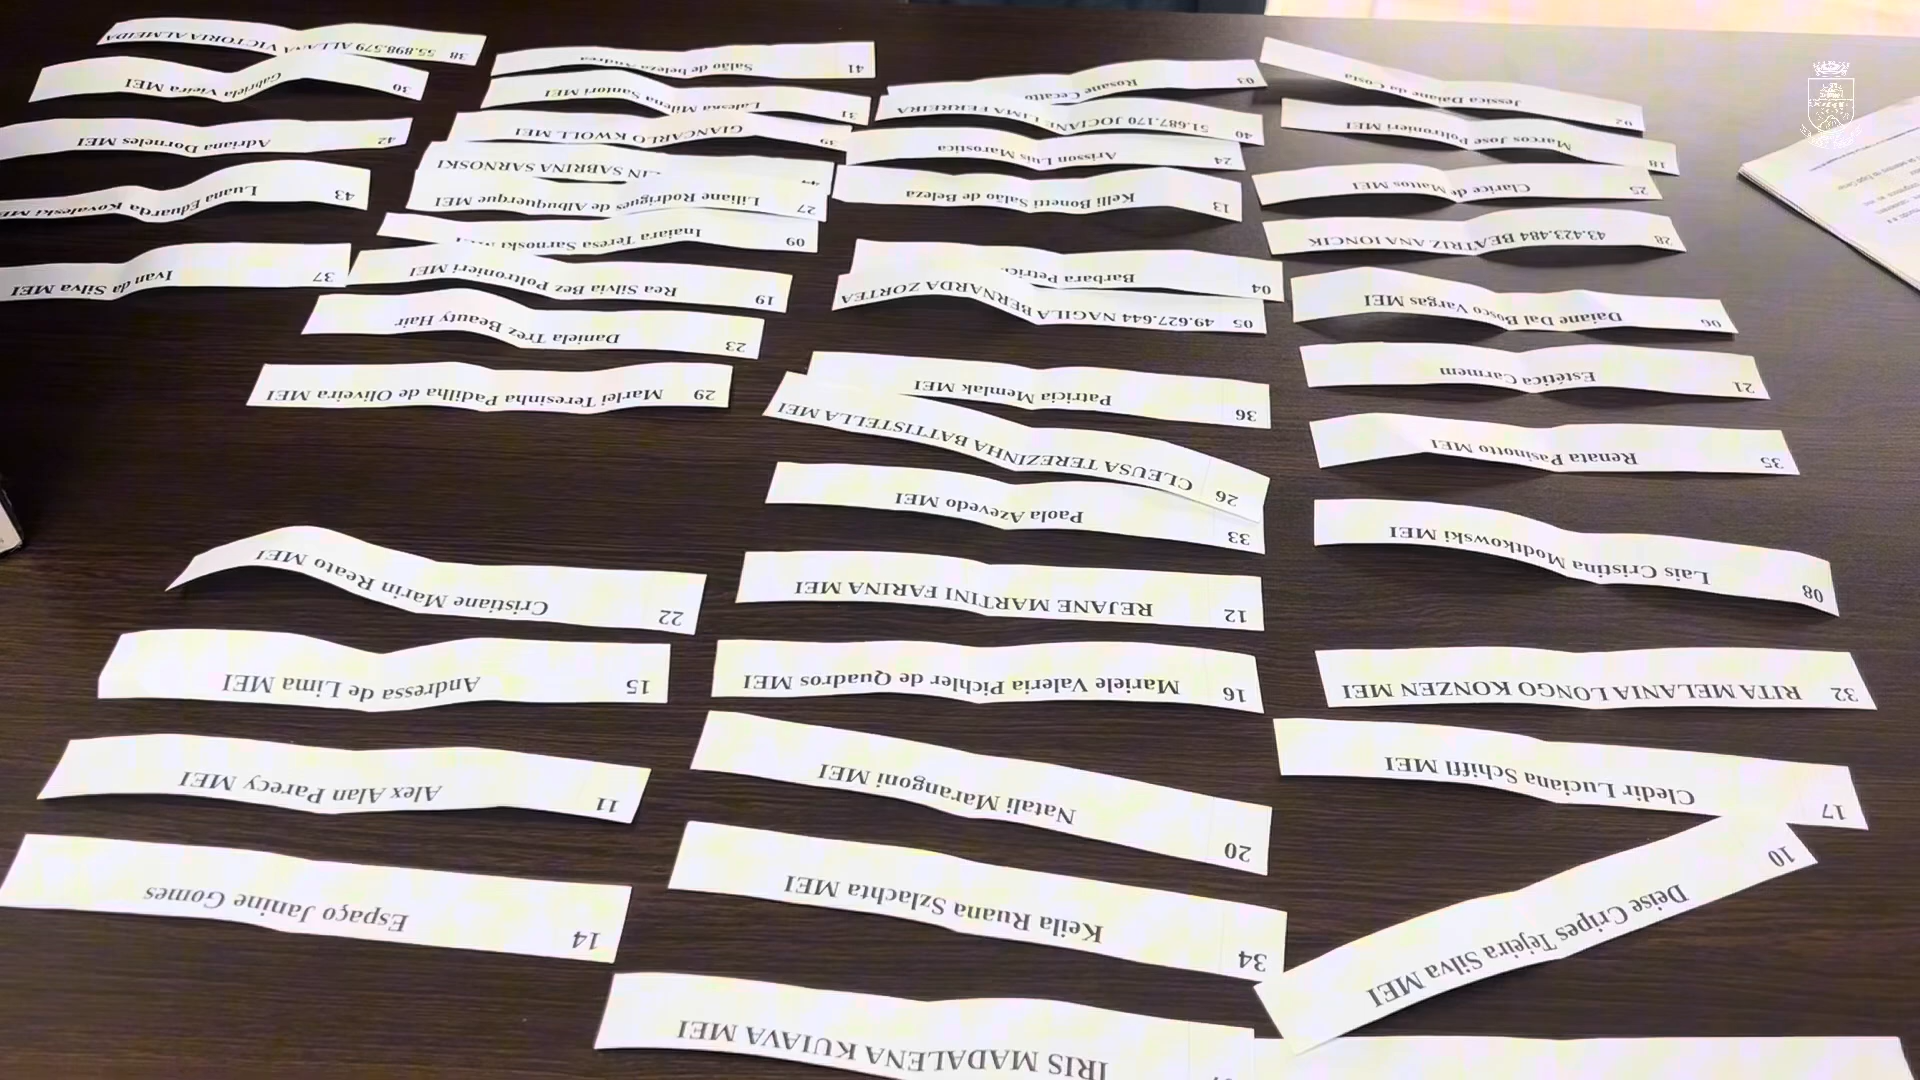 38 55.898.579 ALLANA VICTORIA ALMEIDA
30 Gabriela Vieira MEI
42 Adriana Dorneles MEI
43 Luana Eduarda Kovaleski
37 Ivan da Silva MEI
41 Salão de beleza Andrea
31 Milena Santori MEI
39 GIANCARLO KWOLL MEI
SABRINA SARNOSKI
27 Liliane Rodrigues de Albuquerque MEI
09 Inaiara Teresa Sarnoski
19 Rea Silvia Bez Poltronieri MEI
23 Daniela Trez Beauty Hair
29 Marlei Teresinha Padilha de Oliveira MEI
22 Cristiane Marin Reato MEI
15 Andressa de Lima MEI
11 Alex Alan Parecy MEI
14 Espaço Janine Gomes
03 Rosane Cecatto
40 51.687.170 JOCIANE LIMA FERREIRA
24 Arisson Luis Marostica
13 Kelli Bonetti Salão de Beleza
04 Barbara
05 49.627.644 NAGILA BERNARDA ZORTEA
36 Patricia Memlak MEI
26 CLEUSA TEREZINHA BATTISTELLA MEI
33 Paola Azevedo MEI
12 REJANE MARTINI FARINA MEI
16 Mariele Valeria Pichler de Quadros MEI
20 Natali Marangoni MEI
34 Keila Ruana Szlachta MEI
IRIS MADALENA KUIAVA MEI
02 Jessica Daiane da Costa
18 Marcos Jose Poltronieri MEI
25 Clarice de Mattos MEI
28 43.423.484 BEATRIZ ANA IONCIK
06 Daiane Dal Bosco Vargas MEI
21 Estética Carmem
35 Renata Pasinotto MEI
08 Lais Cristina Modtkowski MEI
32 RITA MELANIA LONGO KONZEN MEI
17 Cledir Luciana Schiffl MEI
10 Deise Cripes Tejeira Silva MEI